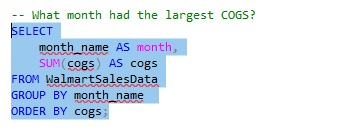 -- What month had the largest COGS?
SELECT
    month_name AS month,
    SUM(cogs) AS cogs
FROM WalmartSalesData
GROUP BY month_name
ORDER BY cogs;